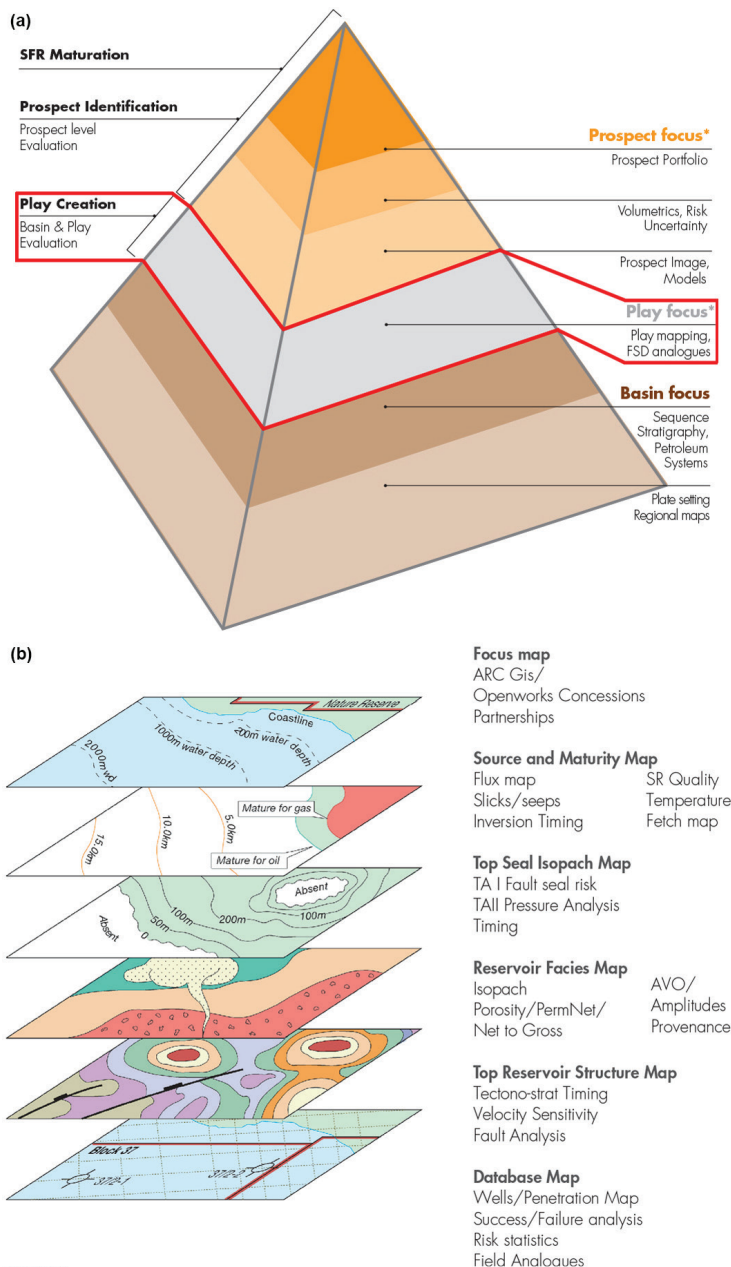 (a)
SFR Maturation
Prospect Identification
Prospect level
Evaluation
Play Creation
Basin & Play
Evaluation
Prospect focus*
Prospect Portfolio
Volumetrics, Risk
Uncertainty
Prospect Image,
Models
Play focus*
Play mapping,
FSD analogues
Basin focus
Sequence
Stratigraphy,
Petroleum
Systems
Plate setting
Regional maps
(b)
Nature Reserve
Coastline
200m water depth
1000m water depth
2000m wd
Mature for gas
5.0km
10.0km
15.0km
Mature for oil
Absent
100m
200m
100m
50m
0
Absent
Block 37
37/2-1
37/2-2
Focus map
ARC Gis/
Openworks Concessions
Partnerships
Source and Maturity Map
Flux map
Slicks/seeps
Inversion Timing
SR Quality
Temperature
Fetch map
Top Seal Isopach Map
TA I Fault seal risk
TAII Pressure Analysis
Timing
Reservoir Facies Map
Isopach
Porosity/PermNet/
Net to Gross
AVO/
Amplitudes
Provenance
Top Reservoir Structure Map
Tectono-strat Timing
Velocity Sensitivity
Fault Analysis
Database Map
Wells/Penetration Map
Success/Failure analysis
Risk statistics
Field Analogues